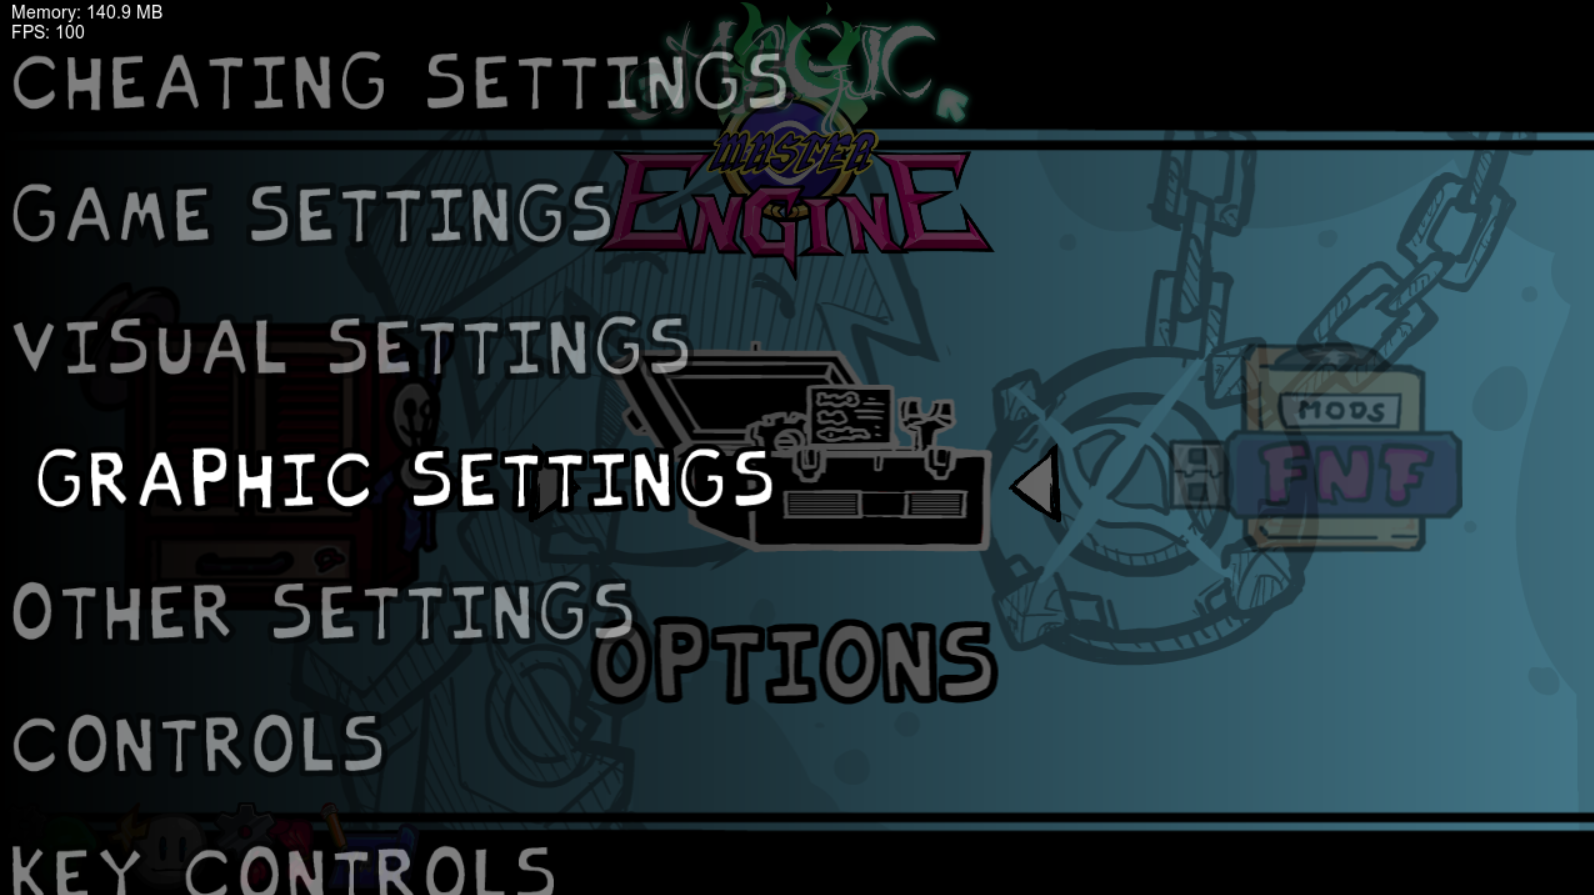 Memory: 140.9 MB
FPS: 100
MAGIC
CHEATING SETTINGS
MASTER
ENGINE
GAME SETTINGS
VISUAL SETTINGS
MODS
GRAPHIC SETTINGS
FNF
OTHER SETTINGS
OPTIONS
CONTROLS
KEY CONTROLS